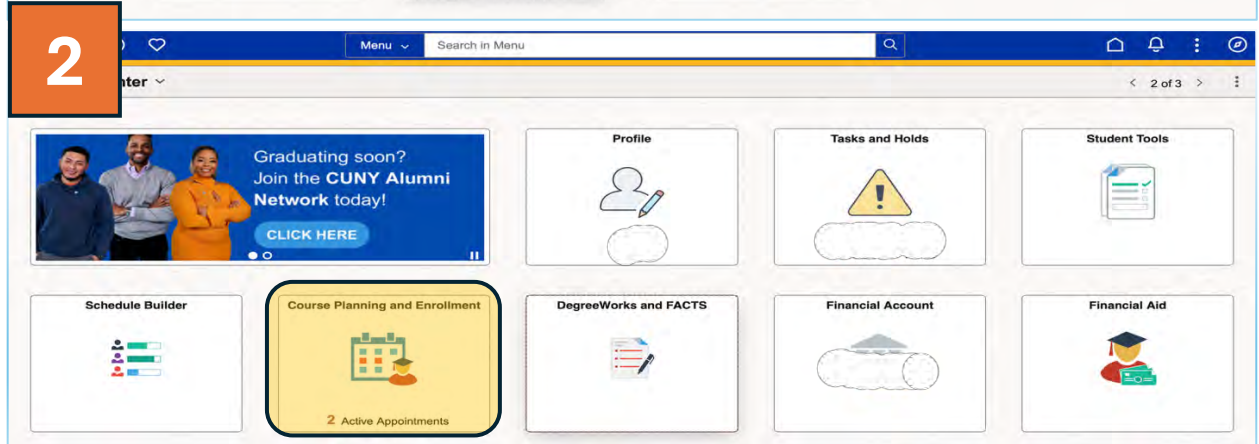 2
Menu
Search in Menu
nter
2 of 3
Graduating soon?
Join the CUNY Alumni
Network today!
CLICK HERE
Profile
Tasks and Holds
Student Tools
Schedule Builder
Course Planning and Enrollment
2 Active Appointments
DegreeWorks and FACTS
Financial Account
Financial Aid